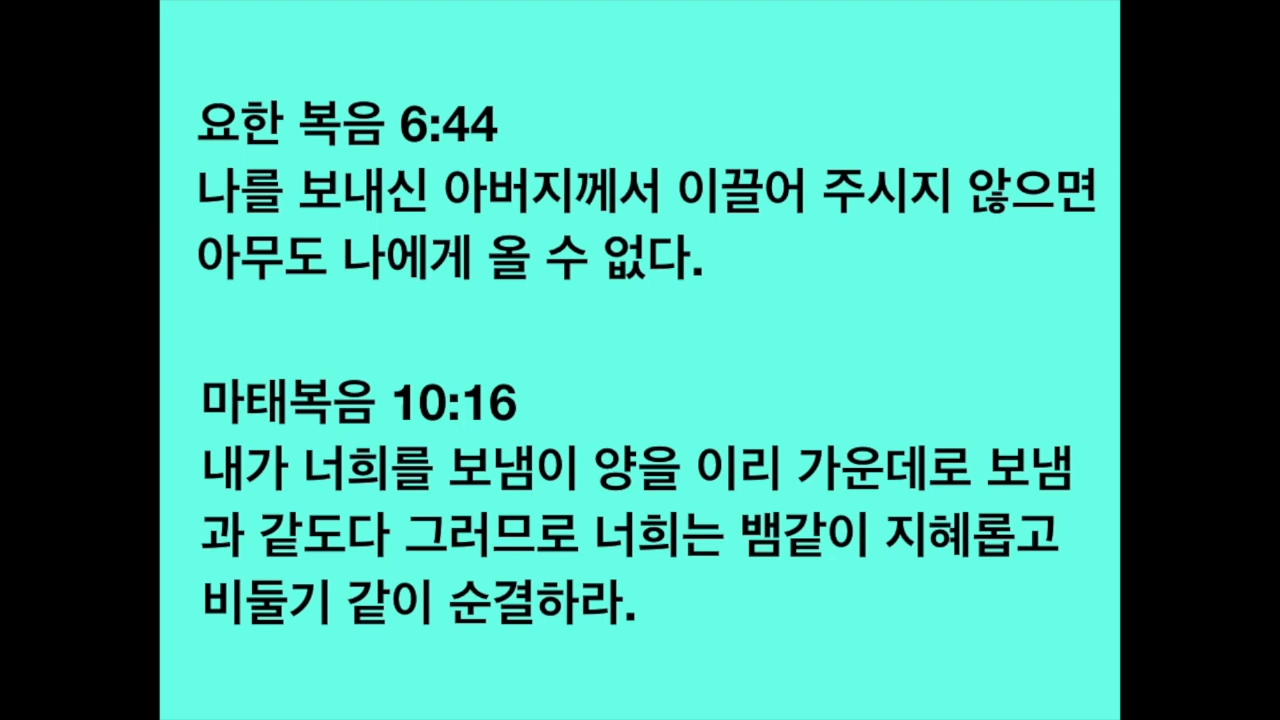 요한 복음 6:44
나를 보내신 아버지께서 이끌어 주시지 않으면
아무도 나에게 올 수 없다.
마태복음 10:16
내가 너희를 보냄이 양을 이리 가운데로 보냄
과 같도다 그러므로 너희는 뱀같이 지혜롭고
비둘기 같이 순결하라.